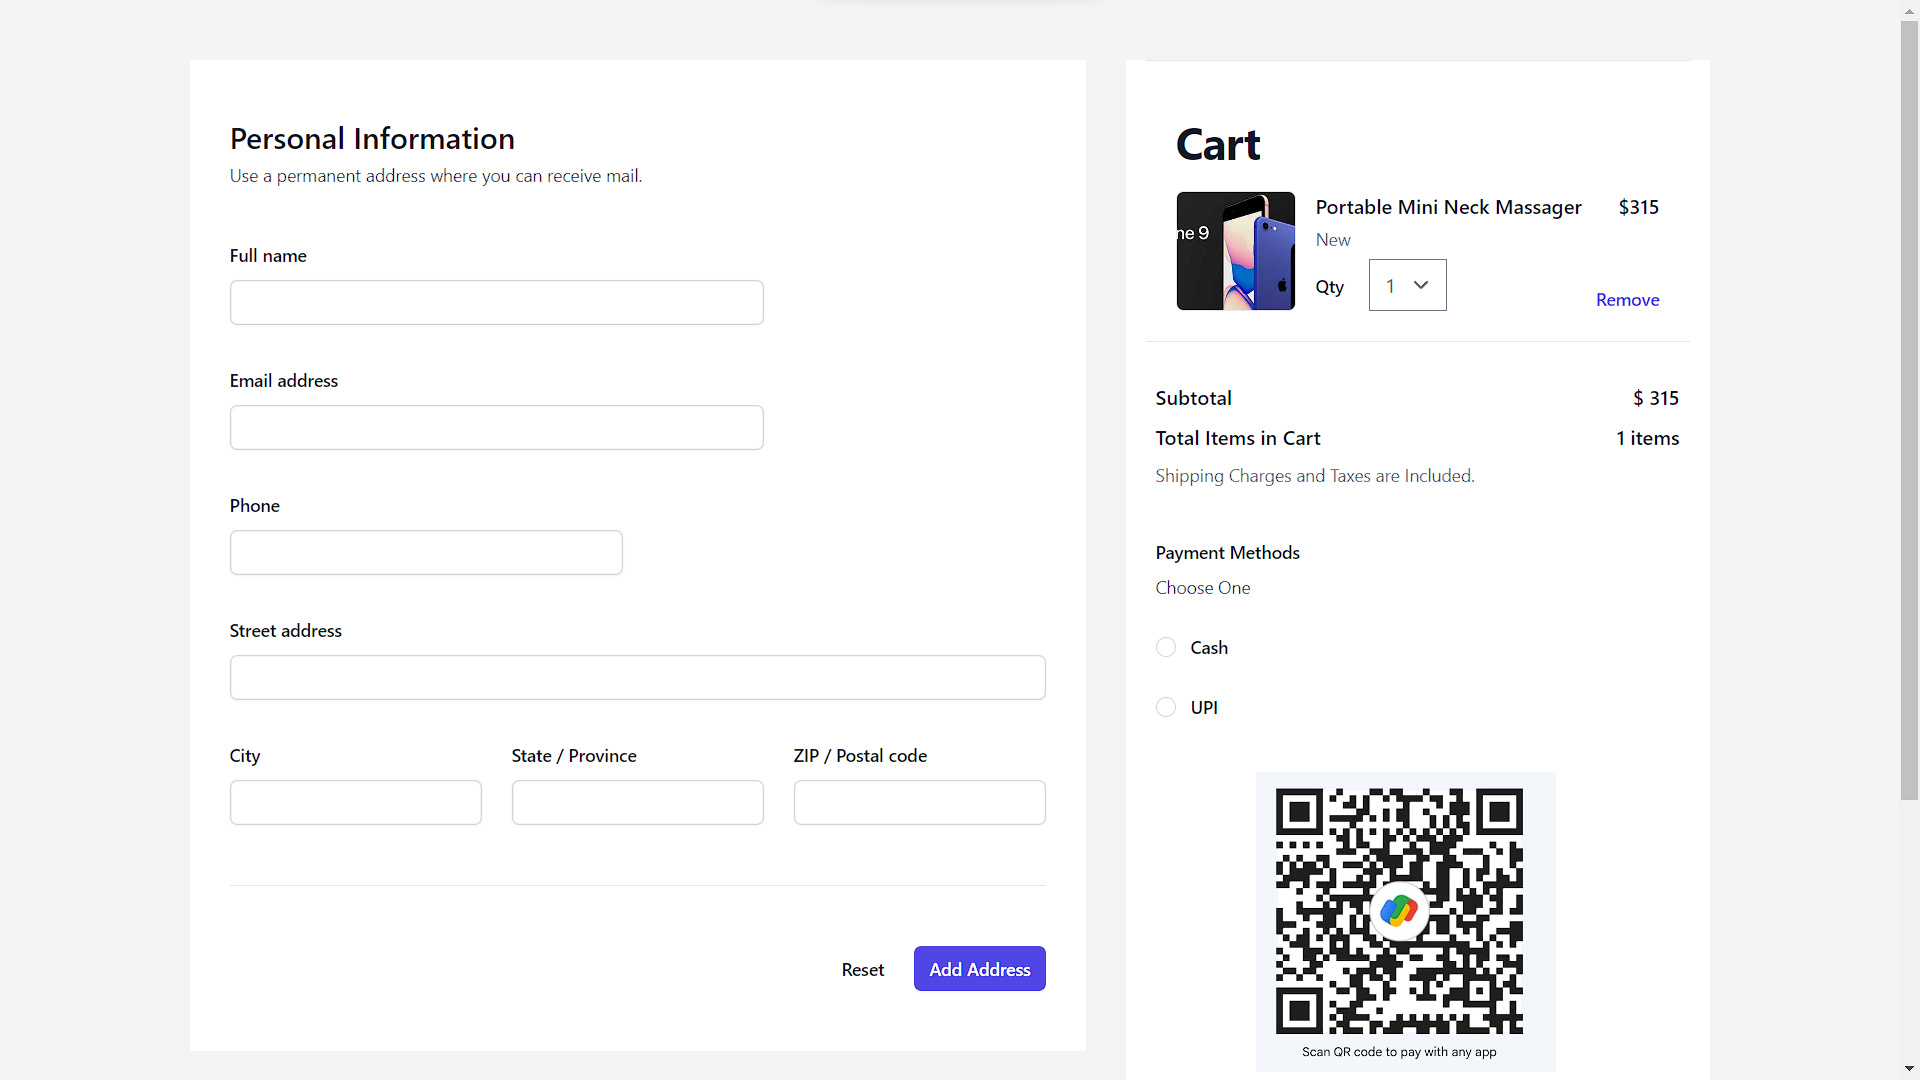 Personal Information
Use a permanent address where you can receive mail.
Full name
Email address
Phone
Street address
City State / Province ZIP / Postal code
Reset Add Address
Cart
ne 9
Portable Mini Neck Massager $315
New
Qty 1
Remove
Subtotal $ 315
Total Items in Cart 1 items
Shipping Charges and Taxes are Included.
Payment Methods
Choose One
Cash
UPI
Scan QR code to pay with any app